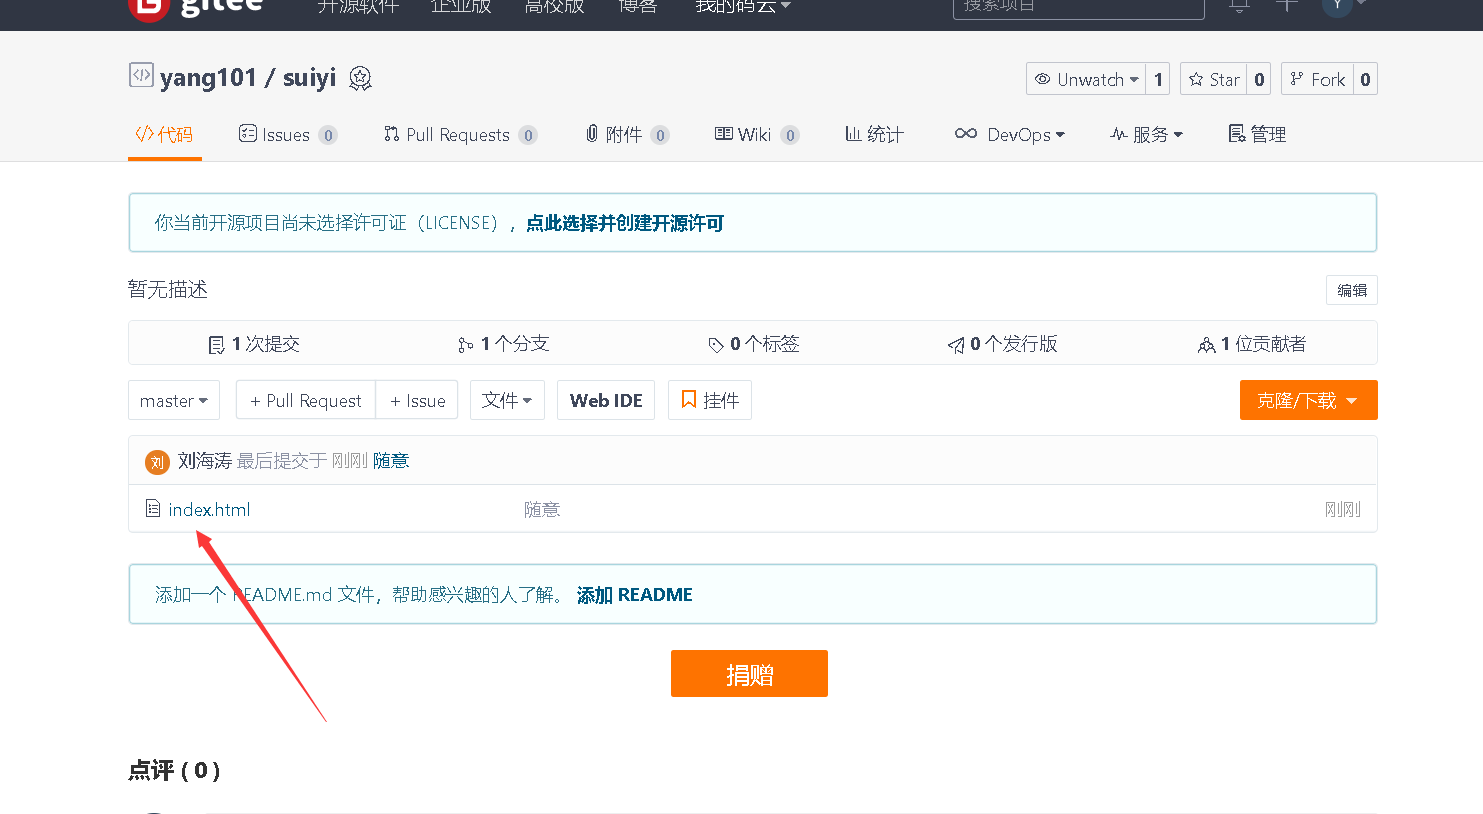 gitee 开源软件 企业版 高校版 博客 我的码云 搜索项目 Y
yang101 / suiyi Unwatch 1 Star 0 Fork 0
代码 Issues 0 Pull Requests 0 附件 0 Wiki 0 统计 DevOps 服务 管理
你当前开源项目尚未选择许可证（LICENSE），点此选择并创建开源许可
暂无描述 编辑
1 次提交 1 个分支 0 个标签 0 个发行版 1 位贡献者
master + Pull Request + Issue 文件 Web IDE 挂件 克隆/下载
刘 刘海涛 最后提交于 刚刚 随意
index.html 随意 刚刚
添加一个 README.md 文件，帮助感兴趣的人了解。 添加 README
捐赠
点评 ( 0 )